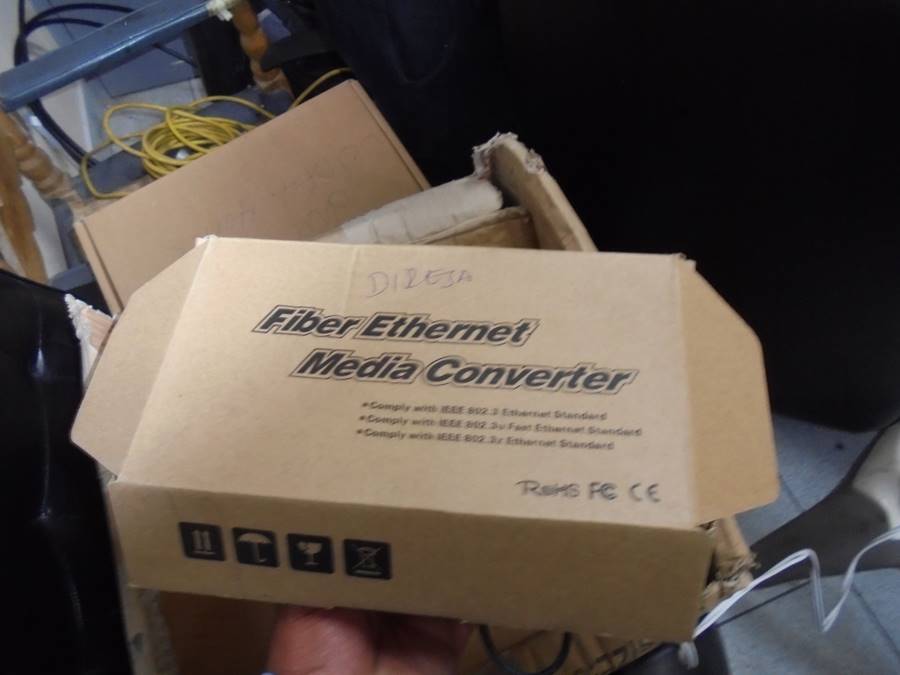 DIREJA
Fiber Ethernet
Media Converter
*Comply with IEEE 802.3 Ethernet Standard
*Comply with IEEE 802.3u Fast Ethernet Standard
*Comply with IEEE 802.3z Ethernet Standard
RoHS FC CE